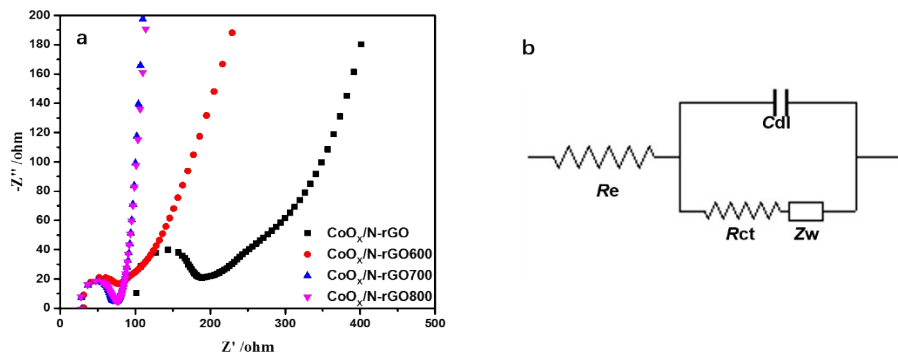 a
200
180
160
140
120
100
80
60
40
20
0
-Z'' /ohm
CoOx/N-rGO
CoOx/N-rGO600
CoOx/N-rGO700
CoOx/N-rGO800
0 100 200 300 400 500
Z' /ohm
b
Cdl
Re
Rct Zw